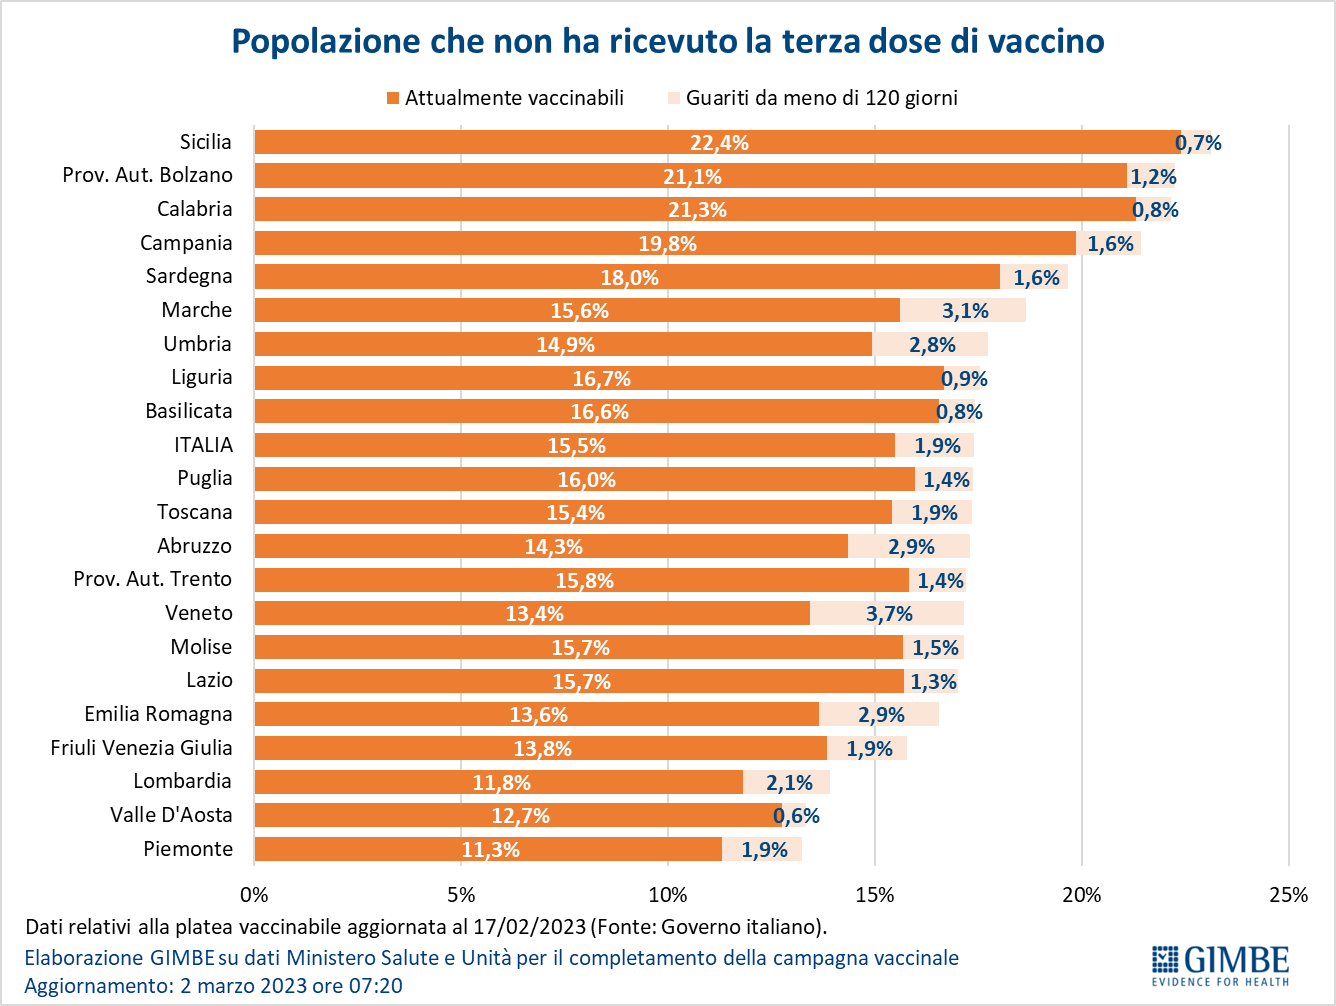 Popolazione che non ha ricevuto la terza dose di vaccino
Attualmente vaccinabili Guariti da meno di 120 giorni
Sicilia 22,4% 0,7%
Prov. Aut. Bolzano 21,1% 1,2%
Calabria 21,3% 0,8%
Campania 19,8% 1,6%
Sardegna 18,0% 1,6%
Marche 15,6% 3,1%
Umbria 14,9% 2,8%
Liguria 16,7% 0,9%
Basilicata 16,6% 0,8%
ITALIA 15,5% 1,9%
Puglia 16,0% 1,4%
Toscana 15,4% 1,9%
Abruzzo 14,3% 2,9%
Prov. Aut. Trento 15,8% 1,4%
Veneto 13,4% 3,7%
Molise 15,7% 1,5%
Lazio 15,7% 1,3%
Emilia Romagna 13,6% 2,9%
Friuli Venezia Giulia 13,8% 1,9%
Lombardia 11,8% 2,1%
Valle D'Aosta 12,7% 0,6%
Piemonte 11,3% 1,9%
0% 5% 10% 15% 20% 25%
Dati relativi alla platea vaccinabile aggiornata al 17/02/2023 (Fonte: Governo italiano).
Elaborazione GIMBE su dati Ministero Salute e Unità per il completamento della campagna vaccinale
Aggiornamento: 2 marzo 2023 ore 07:20
GIMBE
EVIDENCE FOR HEALTH